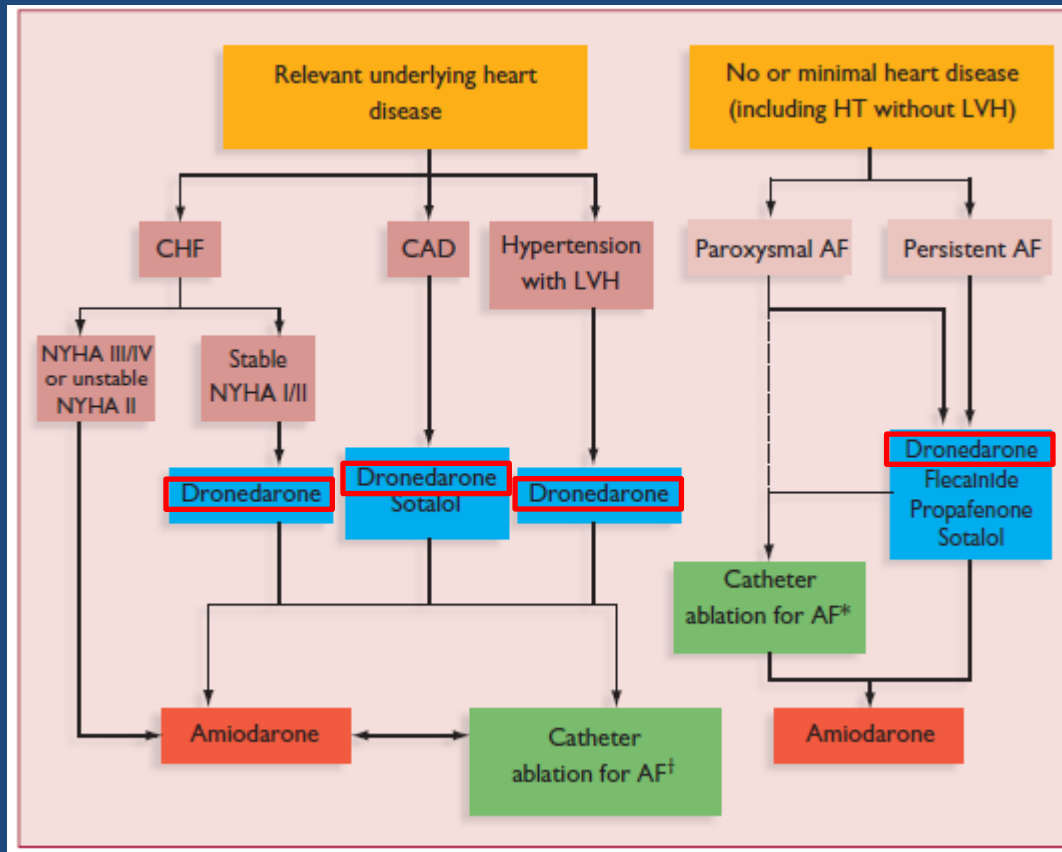 Relevant underlying heart
disease
No or minimal heart disease
(including HT without LVH)
CHF
CAD
Hypertension
with LVH
Paroxysmal AF
Persistent AF
NYHA III/IV
or unstable
NYHA II
Stable
NYHA I/II
Dronedarone
Dronedarone
Sotalol
Dronedarone
Dronedarone
Flecainide
Propafenone
Sotalol
Catheter
ablation for AF*
Amiodarone
Catheter
ablation for AF†
Amiodarone